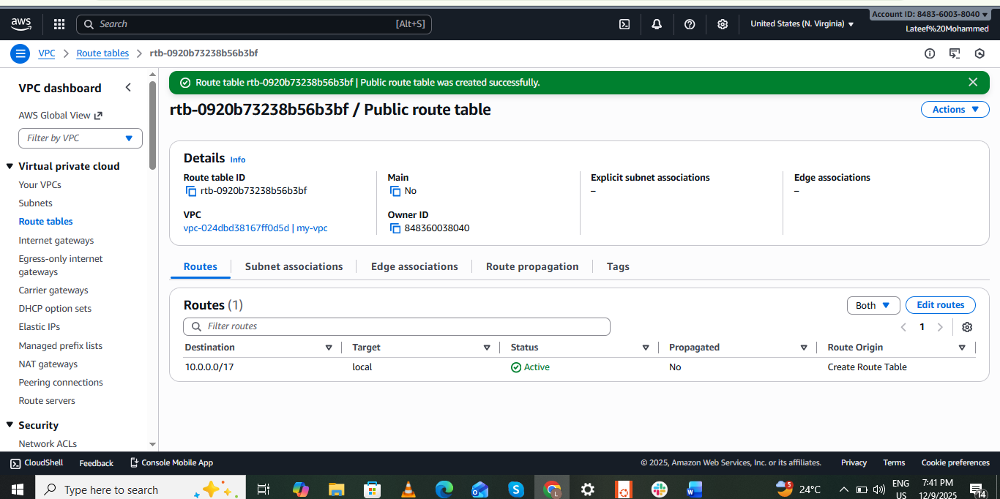 aws
Search [Alt+S]
United States (N. Virginia)
Account ID: 8483-6003-8040
Lateef%20Mohammed
VPC
Route tables
rtb-0920b73238b56b3bf
VPC dashboard
AWS Global View
Filter by VPC
Virtual private cloud
Your VPCs
Subnets
Route tables
Internet gateways
Egress-only internet
gateways
Carrier gateways
DHCP option sets
Elastic IPs
Managed prefix lists
NAT gateways
Peering connections
Route servers
Security
Network ACLs
Route table rtb-0920b73238b56b3bf | Public route table was created successfully.
rtb-0920b73238b56b3bf / Public route table
Actions
Details Info
Route table ID
rtb-0920b73238b56b3bf
Main
No
Explicit subnet associations
–
Edge associations
–
VPC
vpc-024dbd38167ff0d5d | my-vpc
Owner ID
848360038040
Routes
Subnet associations
Edge associations
Route propagation
Tags
Routes (1)
Both
Edit routes
Filter routes
1
Destination Target Status Propagated Route Origin
10.0.0.0/17 local Active No Create Route Table
CloudShell Feedback Console Mobile App
© 2025, Amazon Web Services, Inc. or its affiliates. Privacy Terms Cookie preferences
Type here to search
L
5
24°C
ENG
US
7:41 PM
12/9/2025
14